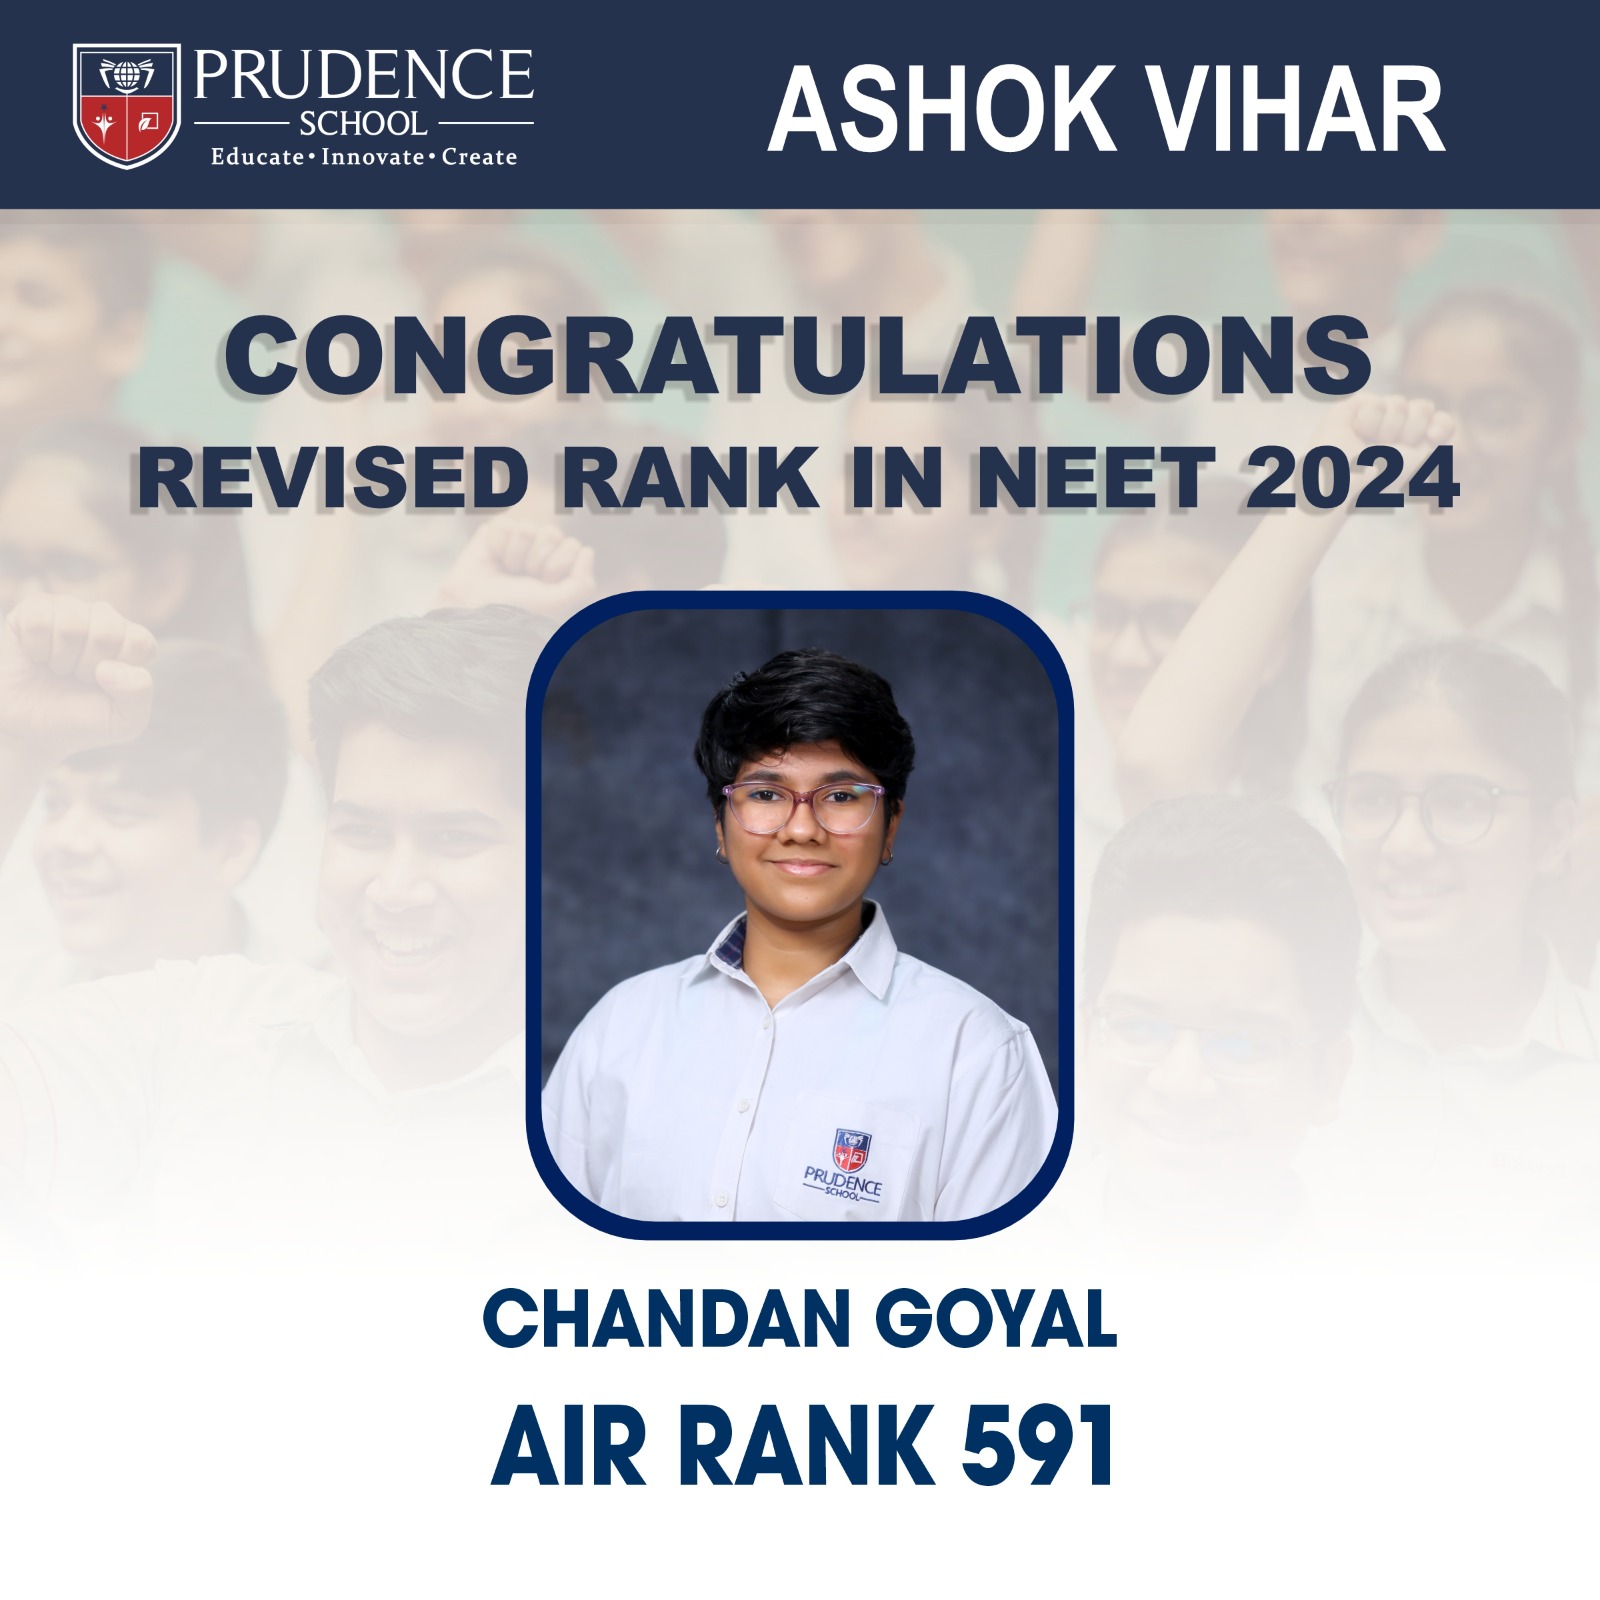 PRUDENCE
SCHOOL
Educate • Innovate • Create
ASHOK VIHAR
CONGRATULATIONS
REVISED RANK IN NEET 2024
PRUDENCE
SCHOOL
CHANDAN GOYAL
AIR RANK 591